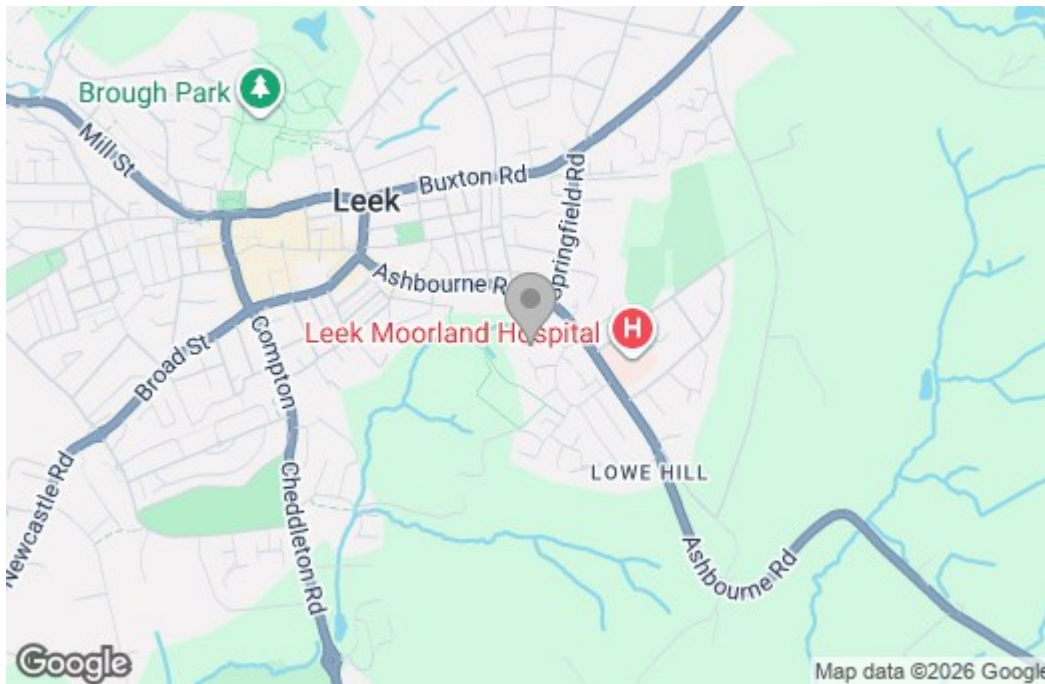 Brough Park
Mill St
Buxton Rd
Leek
Springfield Rd
Ashbourne R
Leek Moorland Hospital
H
Broad St
Compton
LOWE HILL
Newcastle Rd
Cheddleton Rd
Ashbourne Rd
Google
Map data ©2026 Google